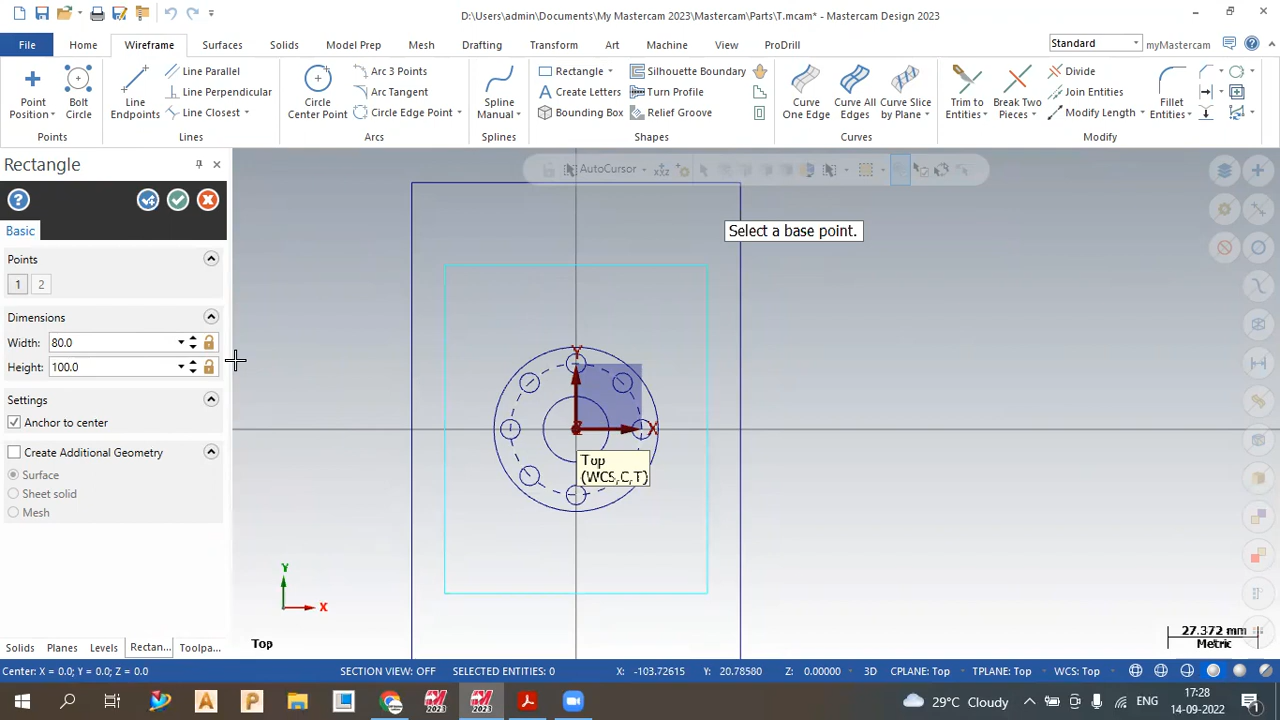 D:\Users\admin\Documents\My Mastercam 2023\Mastercam\Parts\T.mcam* - Mastercam Design 2023
File Home Wireframe Surfaces Solids Model Prep Mesh Drafting Transform Art Machine View ProDrill Standard myMastercam
Point Position
Bolt Circle
Points
Line Endpoints
Line Parallel
Line Perpendicular
Line Closest
Lines
Circle Center Point
Arc 3 Points
Arc Tangent
Circle Edge Point
Arcs
Spline Manual
Splines
Rectangle
Create Letters
Bounding Box
Silhouette Boundary
Turn Profile
Relief Groove
Shapes
Curve One Edge
Curve All Edges
Curve Slice by Plane
Curves
Trim to Entities
Break Two Pieces
Divide
Join Entities
Modify Length
Fillet Entities
Modify
Rectangle
Basic
Points
1 2
Dimensions
Width: 80.0
Height: 100.0
Settings
Anchor to center
Create Additional Geometry
Surface
Sheet solid
Mesh
AutoCursor
Select a base point.
Y
X
Z
Top
(WCS,C,T)
Y
X
Top
27.372 mm
Metric
Solids Planes Levels Rectan... Toolpa...
Center: X = 0.0; Y = 0.0; Z = 0.0 SECTION VIEW: OFF SELECTED ENTITIES: 0 X: -103.72615 Y: 20.78580 Z: 0.00000 3D CPLANE: Top TPLANE: Top WCS: Top
29°C Cloudy ENG 17:28
14-09-2022